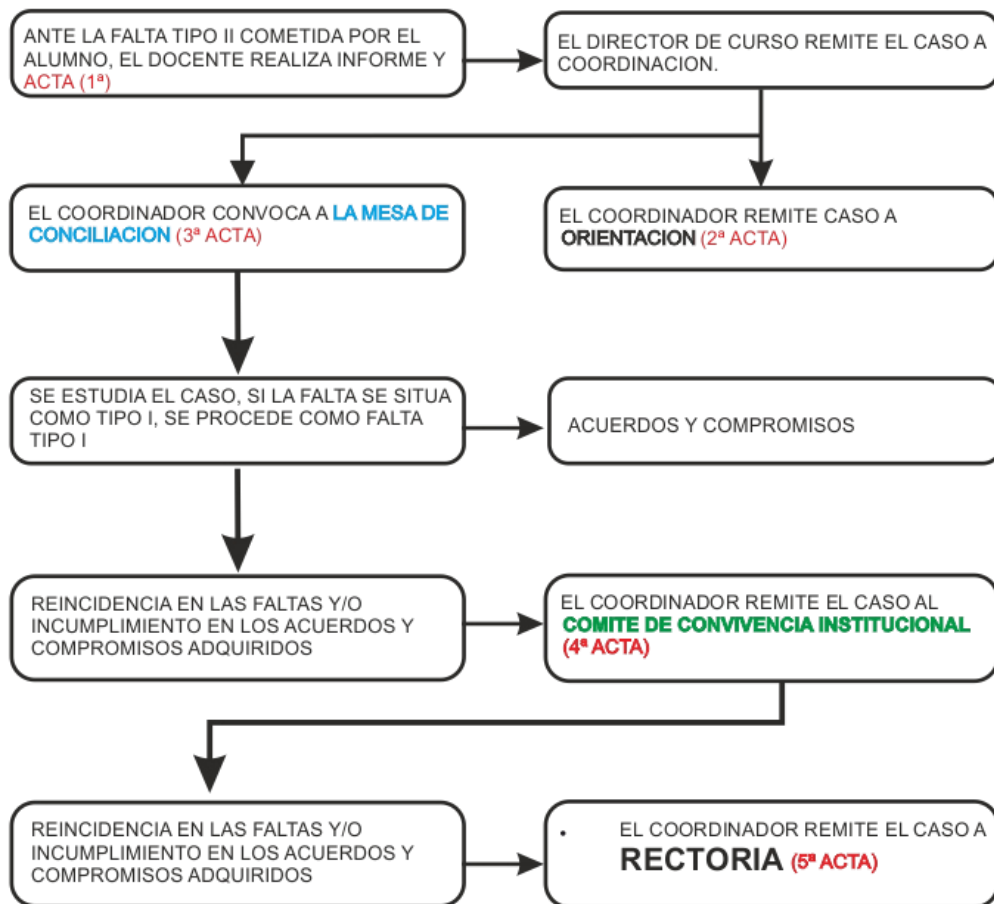 ANTE LA FALTA TIPO II COMETIDA POR EL
ALUMNO, EL DOCENTE REALIZA INFORME Y
ACTA (1ª)
EL DIRECTOR DE CURSO REMITE EL CASO A
COORDINACION.
EL COORDINADOR CONVOCA A LA MESA DE
CONCILIACION (3ª ACTA)
EL COORDINADOR REMITE CASO A
ORIENTACION (2ª ACTA)
SE ESTUDIA EL CASO, SI LA FALTA SE SITUA
COMO TIPO I, SE PROCEDE COMO FALTA
TIPO I
ACUERDOS Y COMPROMISOS
REINCIDENCIA EN LAS FALTAS Y/O
INCUMPLIMIENTO EN LOS ACUERDOS Y
COMPROMISOS ADQUIRIDOS
EL COORDINADOR REMITE EL CASO AL
COMITE DE CONVIVENCIA INSTITUCIONAL
(4ª ACTA)
REINCIDENCIA EN LAS FALTAS Y/O
INCUMPLIMIENTO EN LOS ACUERDOS Y
COMPROMISOS ADQUIRIDOS
• EL COORDINADOR REMITE EL CASO A
RECTORIA (5ª ACTA)